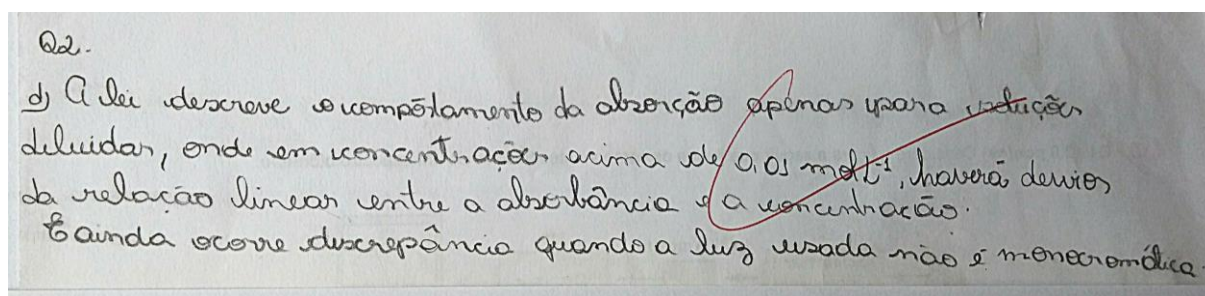 Q2.
d) A lei descreve o comportamento da absorção apenas para soluções
diluidas, onde em concentrações acima de 0,01 mol L⁻¹, haverá desvios
da relação linear entre a absorbância e a concentração.
E ainda ocorre discrepância quando a luz usada não é monocromática.